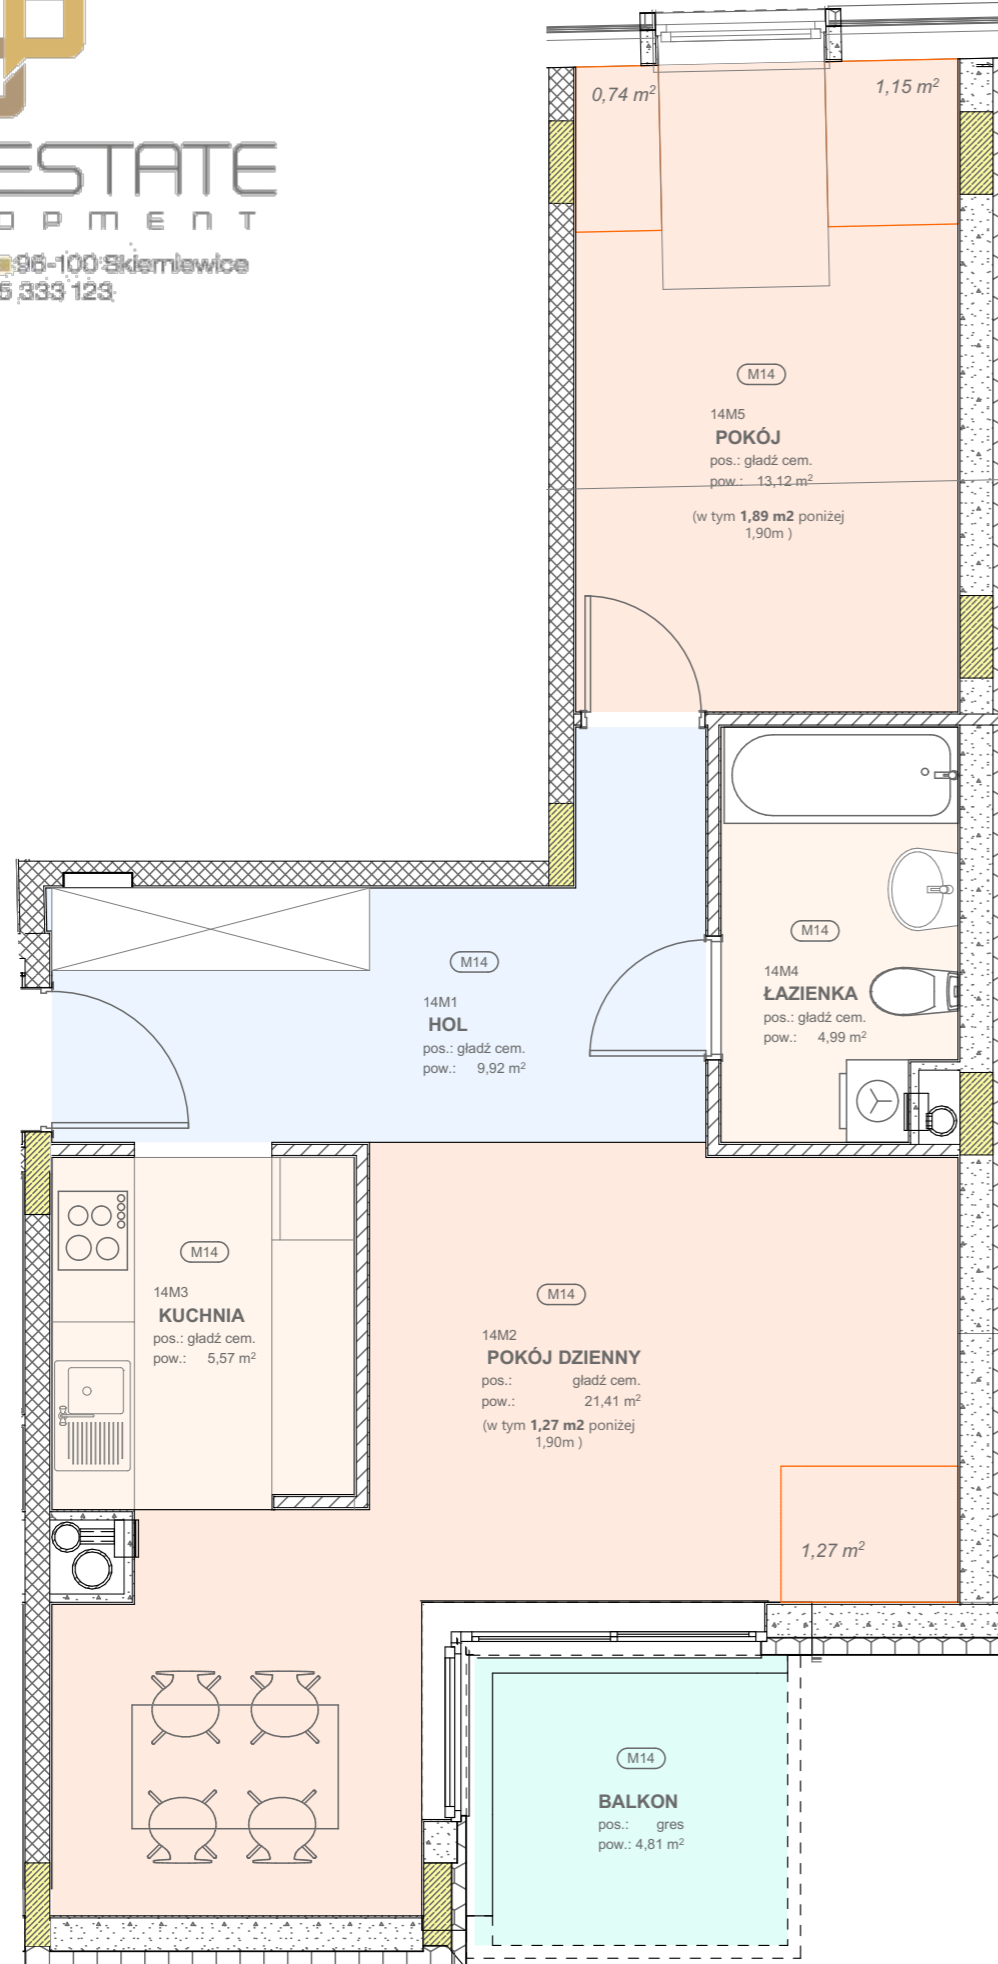 ESTATE
OPMENT
96-100 Skierniewice
5 333 123
0,74 m²
1,15 m²
M14
14M5
POKÓJ
pos.: gładź cem.
pow.: 13,12 m²
(w tym 1,89 m2 poniżej
1,90m )
M14
14M1
HOL
pos.: gładź cem.
pow.: 9,92 m²
M14
14M4
ŁAZIENKA
pos.: gładź cem.
pow.: 4,99 m²
M14
14M3
KUCHNIA
pos.: gładź cem.
pow.: 5,57 m²
M14
14M2
POKÓJ DZIENNY
pos.: gładź cem.
pow.: 21,41 m²
(w tym 1,27 m2 poniżej
1,90m )
1,27 m²
M14
BALKON
pos.: gres
pow.: 4,81 m²